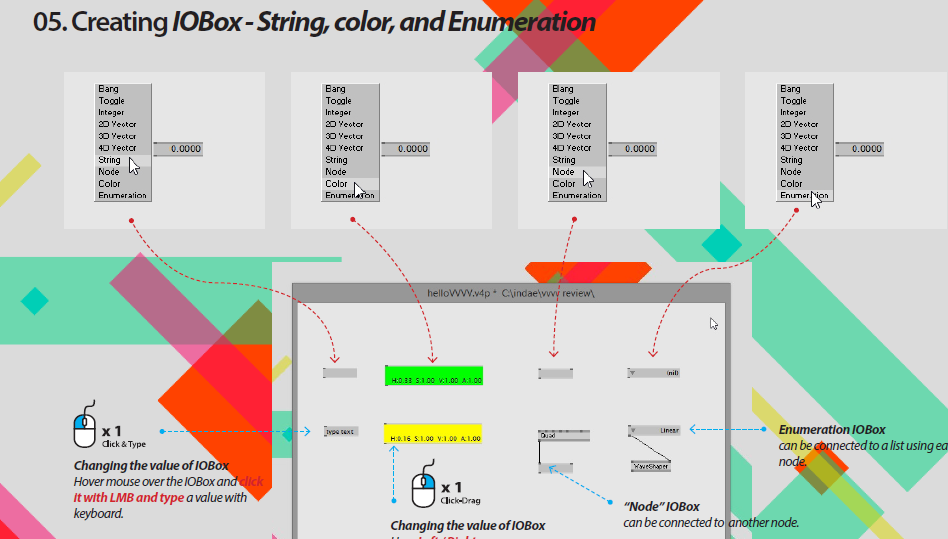 05. Creating IOBox - String, color, and Enumeration
Bang
Toggle
Integer
2D Vector
3D Vector
4D Vector
String
Node
Color
Enumeration
0.0000
Bang
Toggle
Integer
2D Vector
3D Vector
4D Vector
String
Node
Color
Enumeration
0.0000
Bang
Toggle
Integer
2D Vector
3D Vector
4D Vector
String
Node
Color
Enumeration
0.0000
Bang
Toggle
Integer
2D Vector
3D Vector
4D Vector
String
Node
Color
Enumeration
0.0000
helloVVVV.v4p * C:\indae\vvvv review\
H:0.33 S:1.00 V:1.00 A:1.00
(nil)
type text
H:0.16 S:1.00 V:1.00 A:1.00
Quad
Linear
WaveShaper
x 1
Click & Type
Changing the value of IOBox
Hover mouse over the IOBox and click
it with LMB and type a value with
keyboard.
x 1
Click-Drag
Changing the value of IOBox
"Node" IOBox
can be connected to another node.
Enumeration IOBox
can be connected to a list using ea
node.